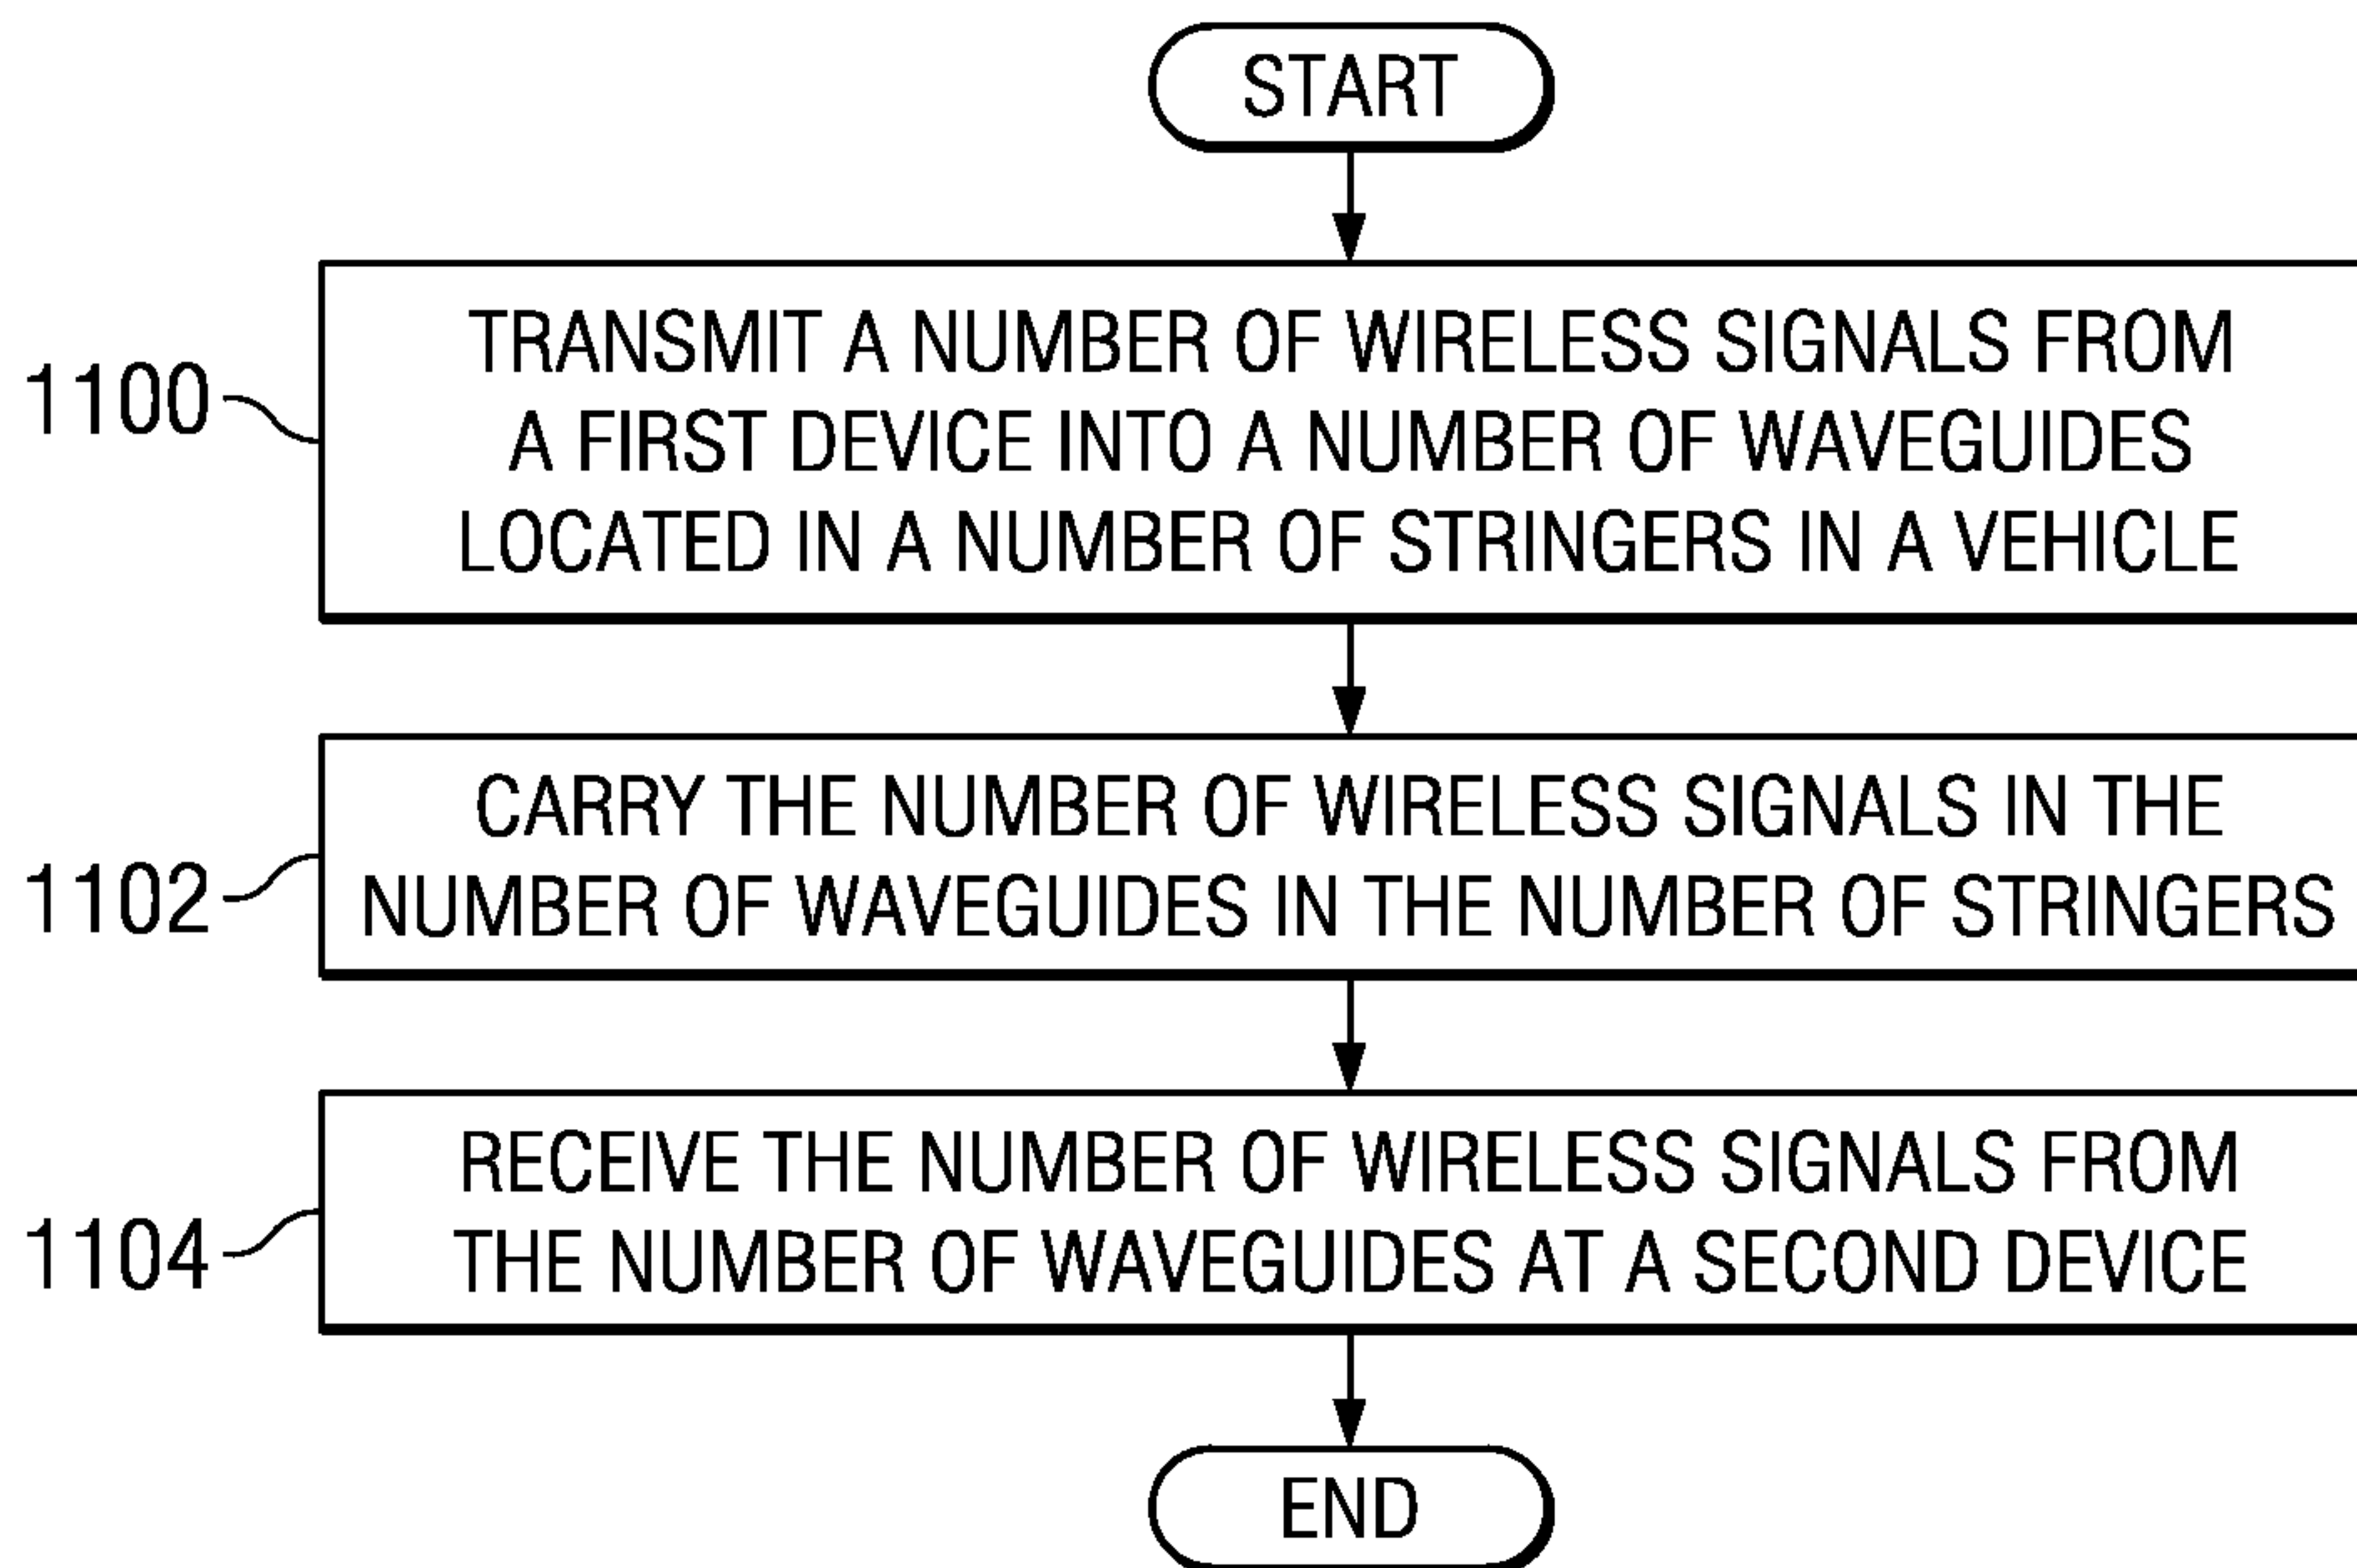 START
1100
TRANSMIT A NUMBER OF WIRELESS SIGNALS FROM
A FIRST DEVICE INTO A NUMBER OF WAVEGUIDES
LOCATED IN A NUMBER OF STRINGERS IN A VEHICLE
1102
CARRY THE NUMBER OF WIRELESS SIGNALS IN THE
NUMBER OF WAVEGUIDES IN THE NUMBER OF STRINGERS
1104
RECEIVE THE NUMBER OF WIRELESS SIGNALS FROM
THE NUMBER OF WAVEGUIDES AT A SECOND DEVICE
END